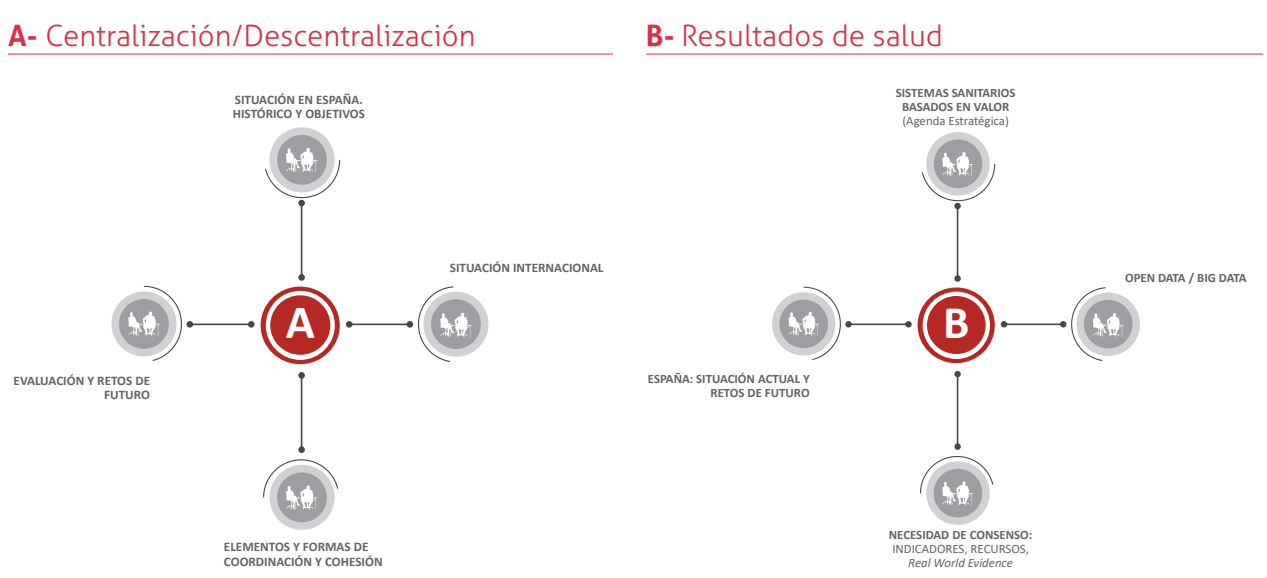 A- Centralización/Descentralización
SITUACIÓN EN ESPAÑA.
HISTÓRICO Y OBJETIVOS
SITUACIÓN INTERNACIONAL
A
EVALUACIÓN Y RETOS DE
FUTURO
ELEMENTOS Y FORMAS DE
COORDINACIÓN Y COHESIÓN
B- Resultados de salud
SISTEMAS SANITARIOS
BASADOS EN VALOR
(Agenda Estratégica)
OPEN DATA / BIG DATA
B
ESPAÑA: SITUACIÓN ACTUAL Y
RETOS DE FUTURO
NECESIDAD DE CONSENSO:
INDICADORES, RECURSOS,
Real World Evidence